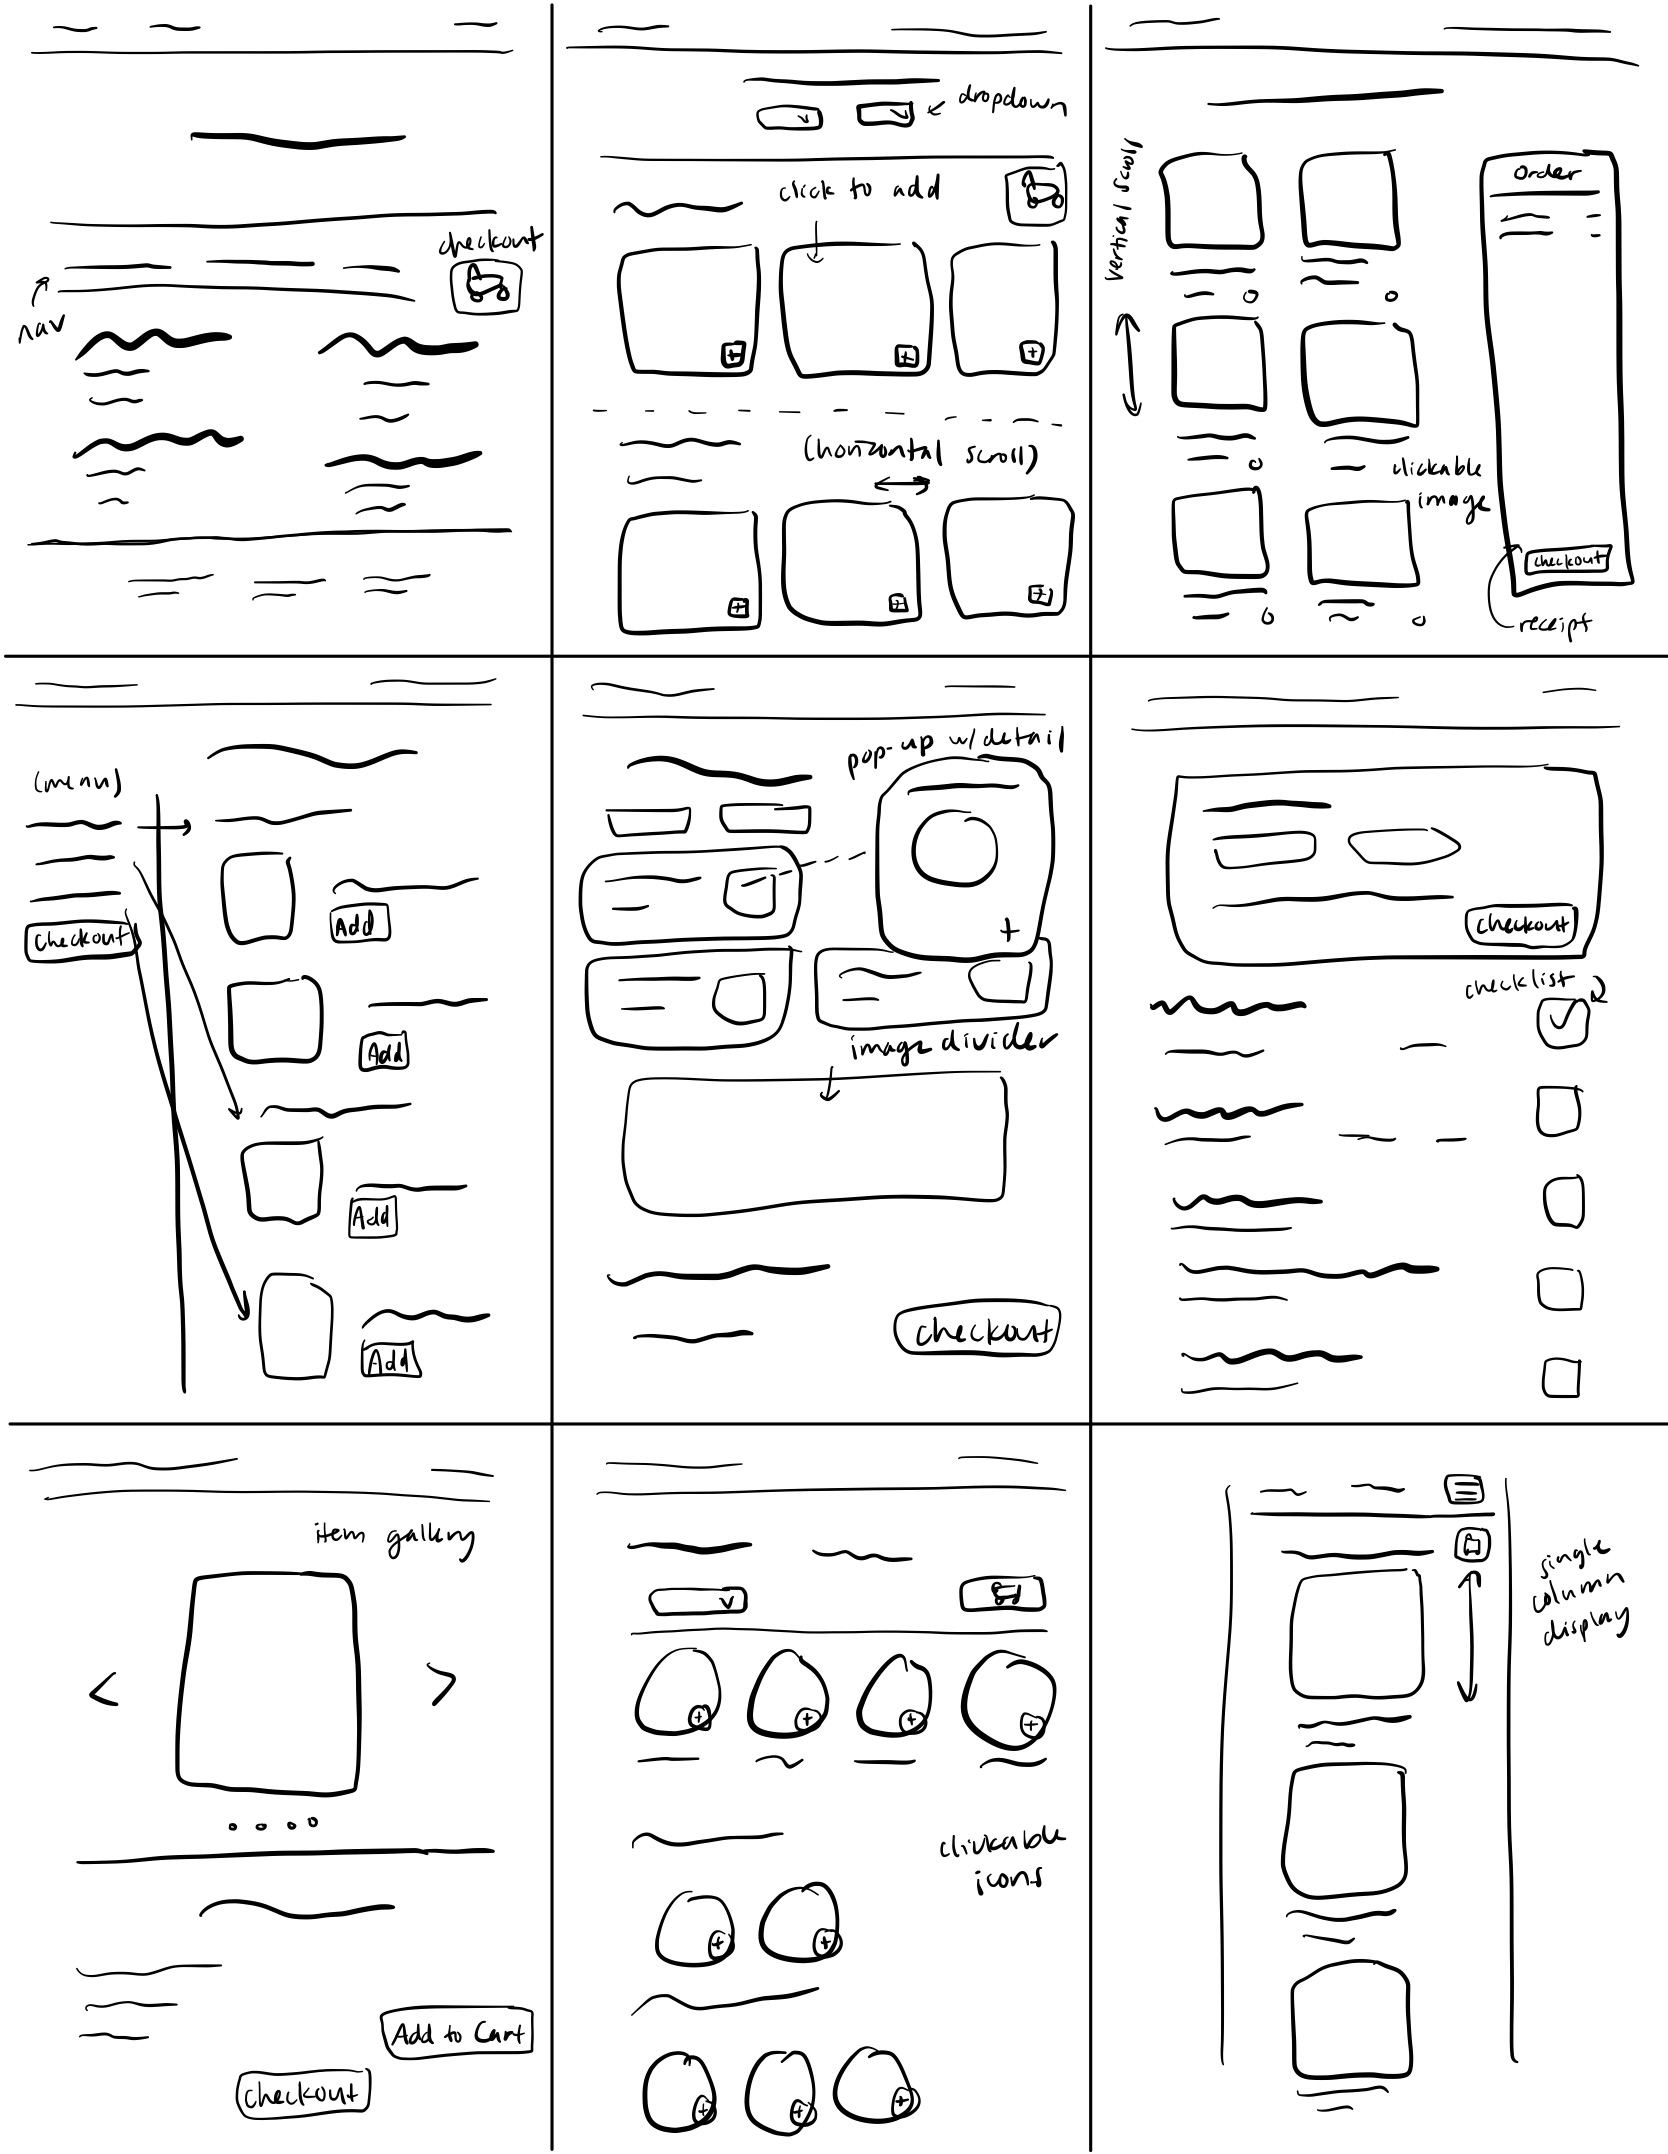 checkout
nav
dropdown
click to add
(horizontal scroll)
vertical scroll
Order
clickable
image
checkout
receipt
(menu)
checkout
Add
Add
Add
Add
pop-up w/detail
image divider
checkout
checkout
checklist
item gallery
Add to Cart
checkout
clickable
icons
single
column
display